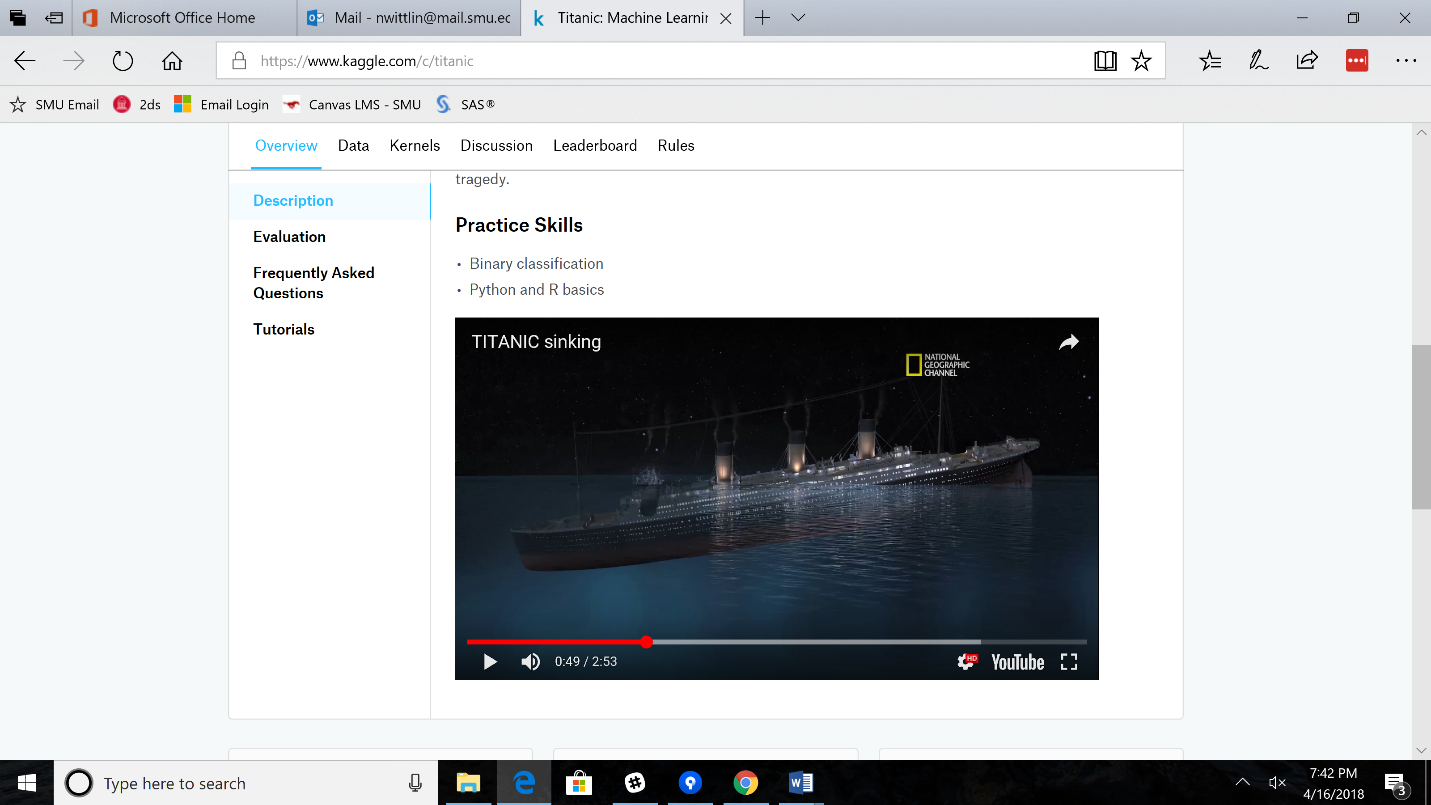 Microsoft Office Home
Mail - nwittlin@mail.smu.ec
Titanic: Machine Learnir
https://www.kaggle.com/c/titanic
SMU Email
2ds
Email Login
Canvas LMS - SMU
SAS®
Overview
Data
Kernels
Discussion
Leaderboard
Rules
Description
Evaluation
Frequently Asked
Questions
Tutorials
tragedy.
Practice Skills
• Binary classification
• Python and R basics
TITANIC sinking
NATIONAL
GEOGRAPHIC
CHANNEL
0:49 / 2:53
HD
YouTube
Type here to search
7:42 PM
4/16/2018
3